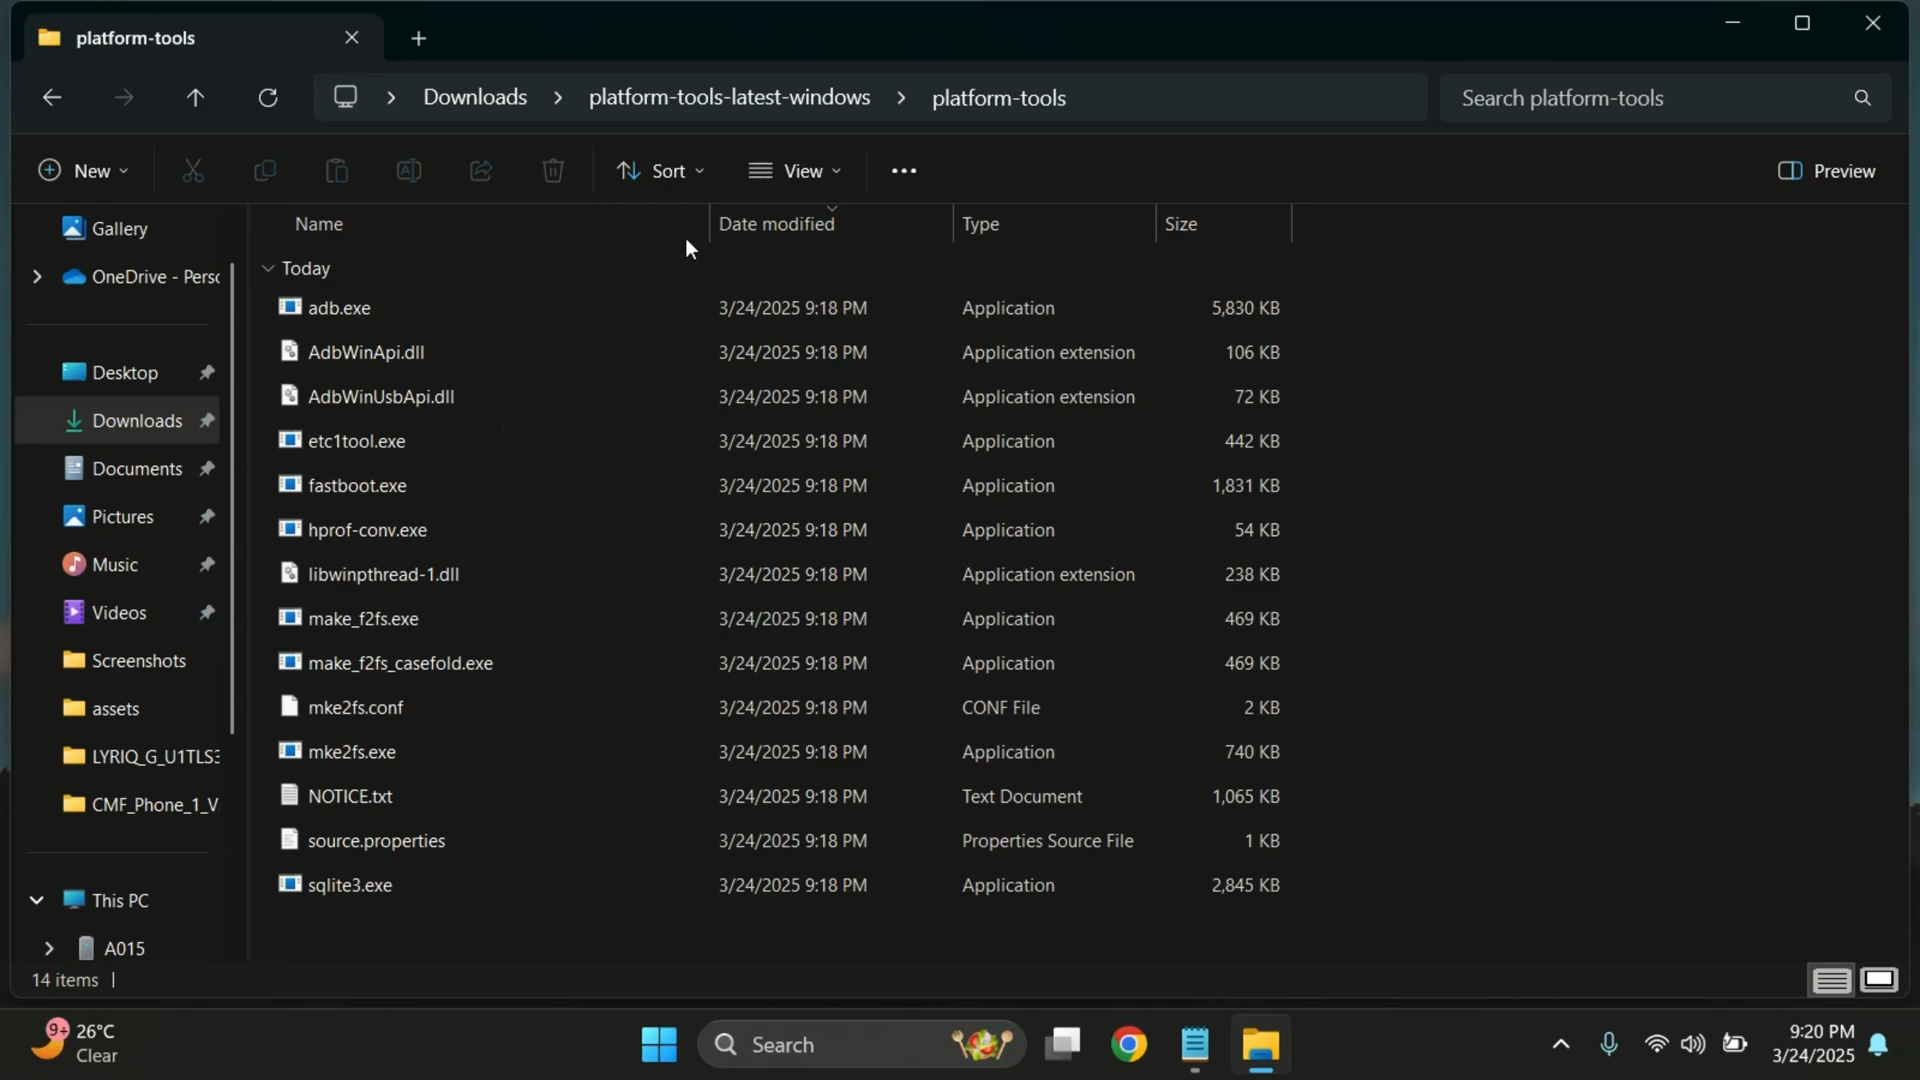 platform-tools
Downloads > platform-tools-latest-windows > platform-tools
Search platform-tools
New
Sort
View
Preview
Gallery
OneDrive - Perso
Desktop
Downloads
Documents
Pictures
Music
Videos
Screenshots
assets
LYRIQ_G_U1TLS3
CMF_Phone_1_V
This PC
A015
Name Date modified Type Size
Today
adb.exe 3/24/2025 9:18 PM Application 5,830 KB
AdbWinApi.dll 3/24/2025 9:18 PM Application extension 106 KB
AdbWinUsbApi.dll 3/24/2025 9:18 PM Application extension 72 KB
etc1tool.exe 3/24/2025 9:18 PM Application 442 KB
fastboot.exe 3/24/2025 9:18 PM Application 1,831 KB
hprof-conv.exe 3/24/2025 9:18 PM Application 54 KB
libwinpthread-1.dll 3/24/2025 9:18 PM Application extension 238 KB
make_f2fs.exe 3/24/2025 9:18 PM Application 469 KB
make_f2fs_casefold.exe 3/24/2025 9:18 PM Application 469 KB
mke2fs.conf 3/24/2025 9:18 PM CONF File 2 KB
mke2fs.exe 3/24/2025 9:18 PM Application 740 KB
NOTICE.txt 3/24/2025 9:18 PM Text Document 1,065 KB
source.properties 3/24/2025 9:18 PM Properties Source File 1 KB
sqlite3.exe 3/24/2025 9:18 PM Application 2,845 KB
14 items
9+
26°C
Clear
Search
9:20 PM
3/24/2025